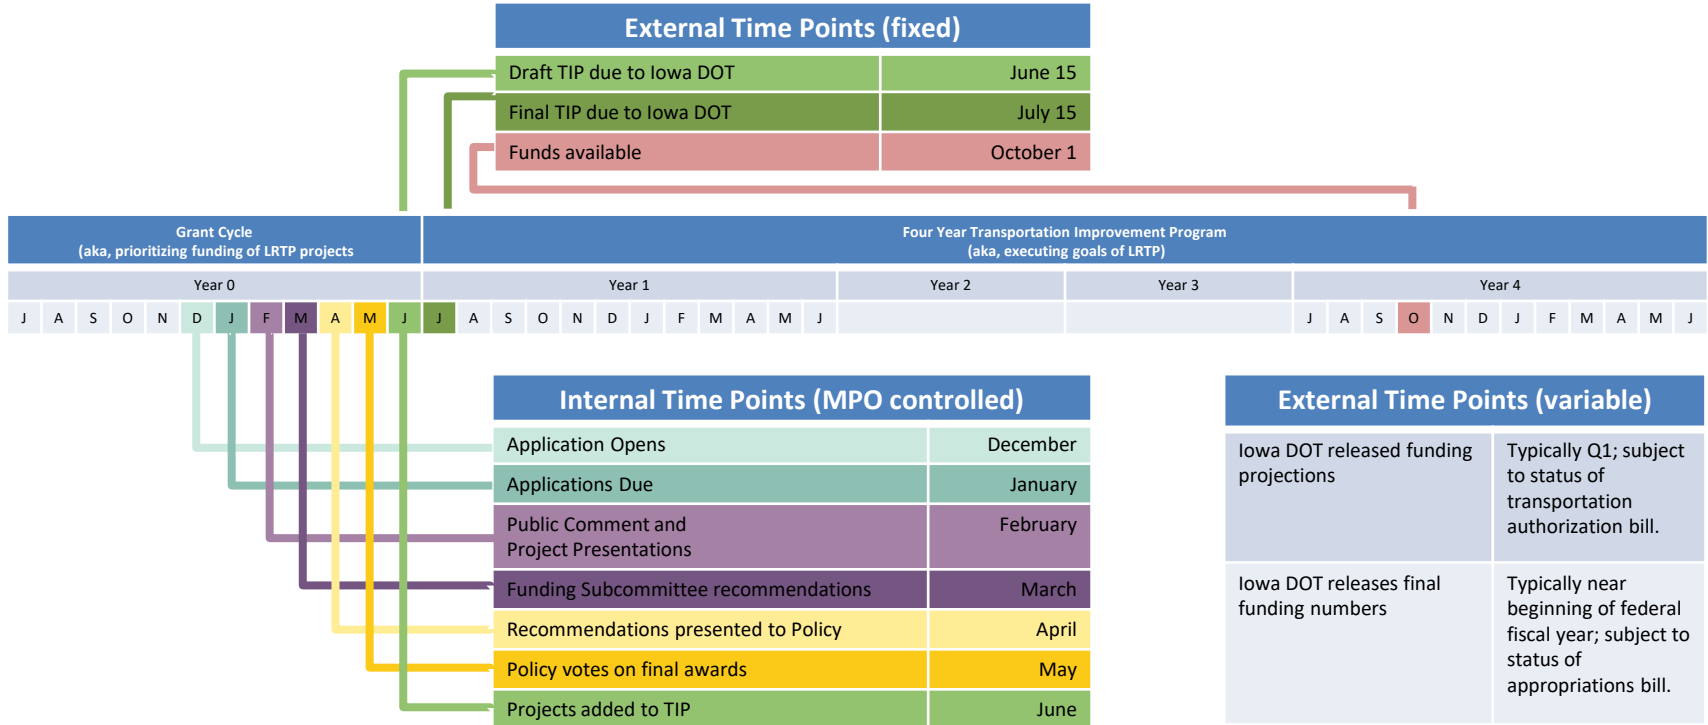 External Time Points (fixed)
Draft TIP due to Iowa DOT June 15
Final TIP due to Iowa DOT July 15
Funds available October 1
Grant Cycle
(aka, prioritizing funding of LRTP projects
Four Year Transportation Improvement Program
(aka, executing goals of LRTP)
Year 0 Year 1 Year 2 Year 3 Year 4
J A S O N D J F M A M J J A S O N D J F M A M J J A S O N D J F M A M J
Internal Time Points (MPO controlled)
Application Opens December
Applications Due January
Public Comment and February
Project Presentations
Funding Subcommittee recommendations March
Recommendations presented to Policy April
Policy votes on final awards May
Projects added to TIP June
External Time Points (variable)
Iowa DOT released funding
projections
Typically Q1; subject
to status of
transportation
authorization bill.
Iowa DOT releases final
funding numbers
Typically near
beginning of federal
fiscal year; subject to
status of
appropriations bill.